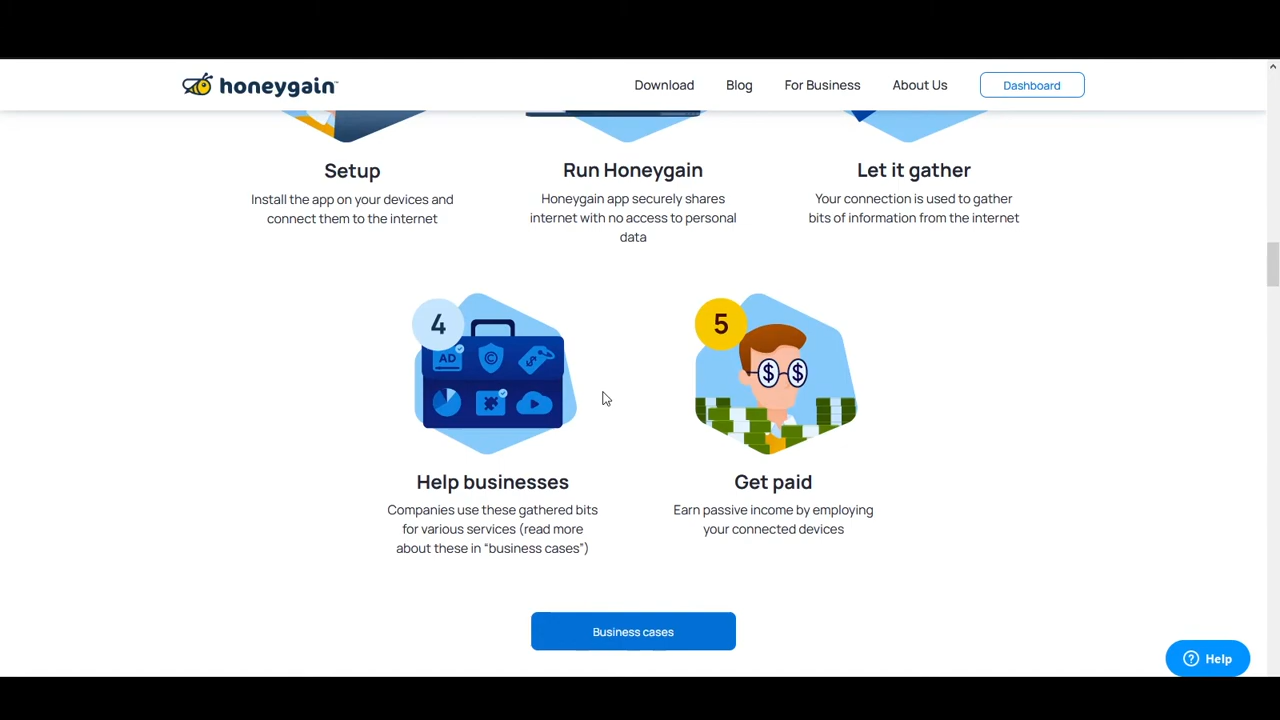 honeygain™
Download
Blog
For Business
About Us
Dashboard
Setup
Install the app on your devices and
connect them to the internet
Run Honeygain
Honeygain app securely shares
internet with no access to personal
data
Let it gather
Your connection is used to gather
bits of information from the internet
4
AD
©
$
Help businesses
Companies use these gathered bits
for various services (read more
about these in “business cases”)
5
$ $
Get paid
Earn passive income by employing
your connected devices
Business cases
? Help